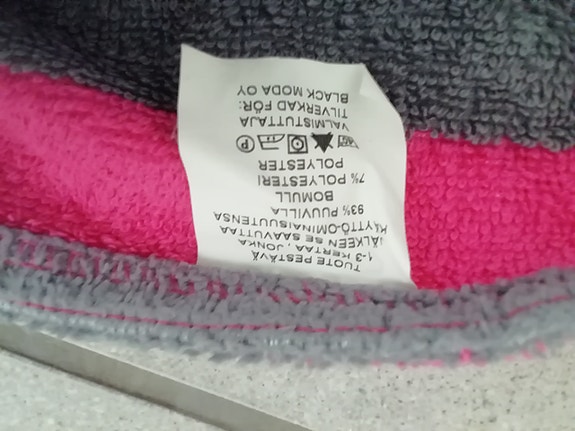 TUOTE PESTÄVÄ
1-3 KERTAA, JONKA
JÄLKEEN SE SAAVUTTAA
KÄYTTÖ-OMINAISUUTENSA
93% PUUVILLA
BOMULL
7% POLYESTERI
POLYESTER
P
VALMISTUTTAJA
TILVERKAD FÖR:
BLACK MODA OY